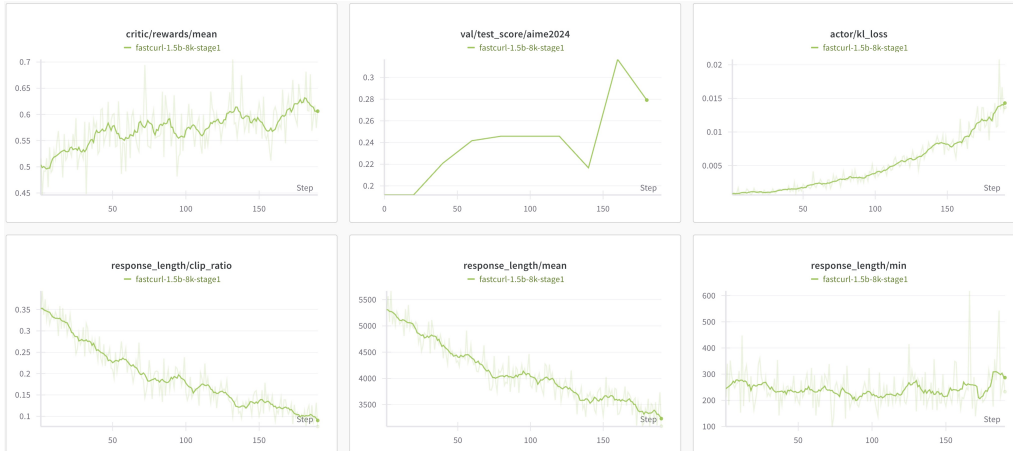 critic/rewards/mean
fastcurl-1.5b-8k-stage1
0.7
0.65
0.6
0.55
0.5
0.45
Step
50
100
150
val/test_score/aime2024
fastcurl-1.5b-8k-stage1
0.3
0.28
0.26
0.24
0.22
0.2
Step
0
50
100
150
actor/kl_loss
fastcurl-1.5b-8k-stage1
0.02
0.015
0.01
0.005
Step
50
100
150
response_length/clip_ratio
fastcurl-1.5b-8k-stage1
0.35
0.3
0.25
0.2
0.15
0.1
Step
50
100
150
response_length/mean
fastcurl-1.5b-8k-stage1
5500
5000
4500
4000
3500
Step
50
100
150
response_length/min
fastcurl-1.5b-8k-stage1
600
500
400
300
200
100
Step
50
100
150